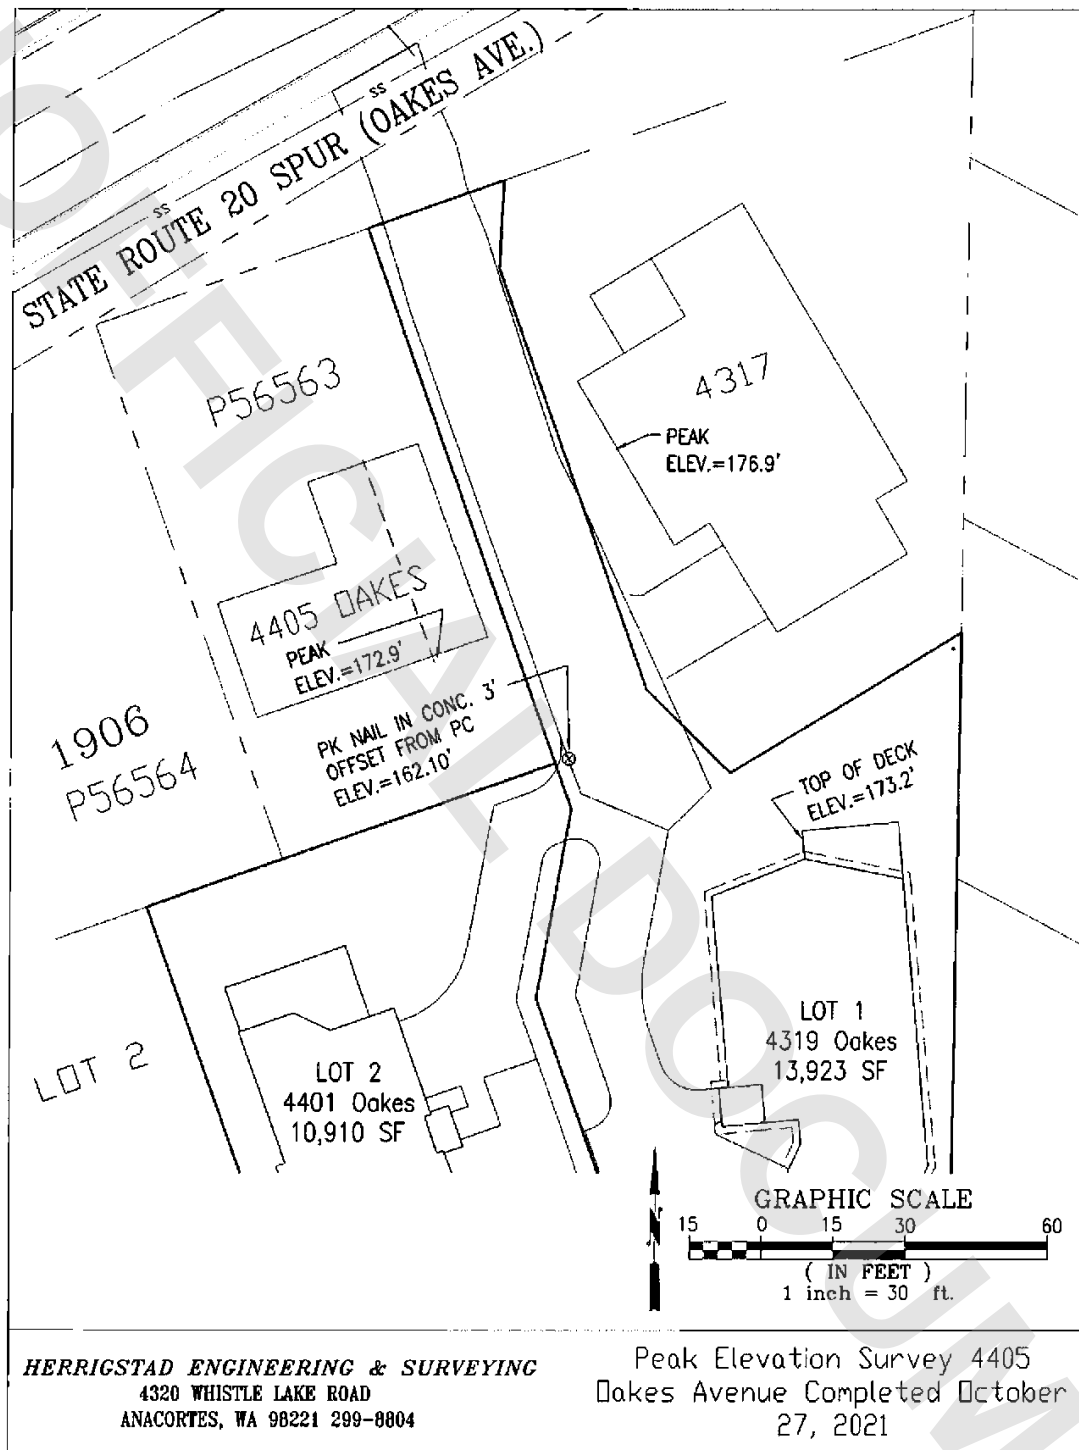 UNOFFICIAL DOCUMENT
SS
STATE ROUTE 20 SPUR (OAKES AVE.)
SS
P56563
4317
PEAK
ELEV.=176.9'
4405 OAKES
PEAK
ELEV.=172.9'
PK NAIL IN CONC. 3'
OFFSET FROM PC
ELEV.=162.10'
1906
P56564
TOP OF DECK
ELEV.=173.2'
LOT 2
LOT 2
4401 Oakes
10,910 SF
LOT 1
4319 Oakes
13,923 SF
N
GRAPHIC SCALE
15 0 15 30 60
( IN FEET )
1 inch = 30 ft.
HERRIGSTAD ENGINEERING & SURVEYING
4320 WHISTLE LAKE ROAD
ANACORTES, WA 98221 299-8804
Peak Elevation Survey 4405
Oakes Avenue Completed October
27, 2021